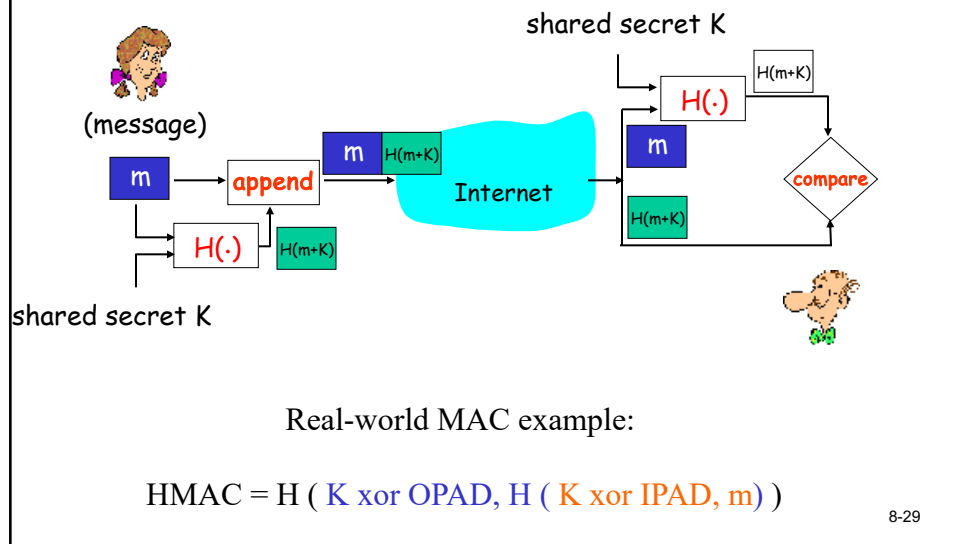 shared secret K
H(m+K)
H(.)
(message)
m
H(m+K)
m
m
append
compare
Internet
H(m+K)
H(.)
H(m+K)
shared secret K
Real-world MAC example:
HMAC = H ( K xor OPAD, H ( K xor IPAD, m) )
8-29